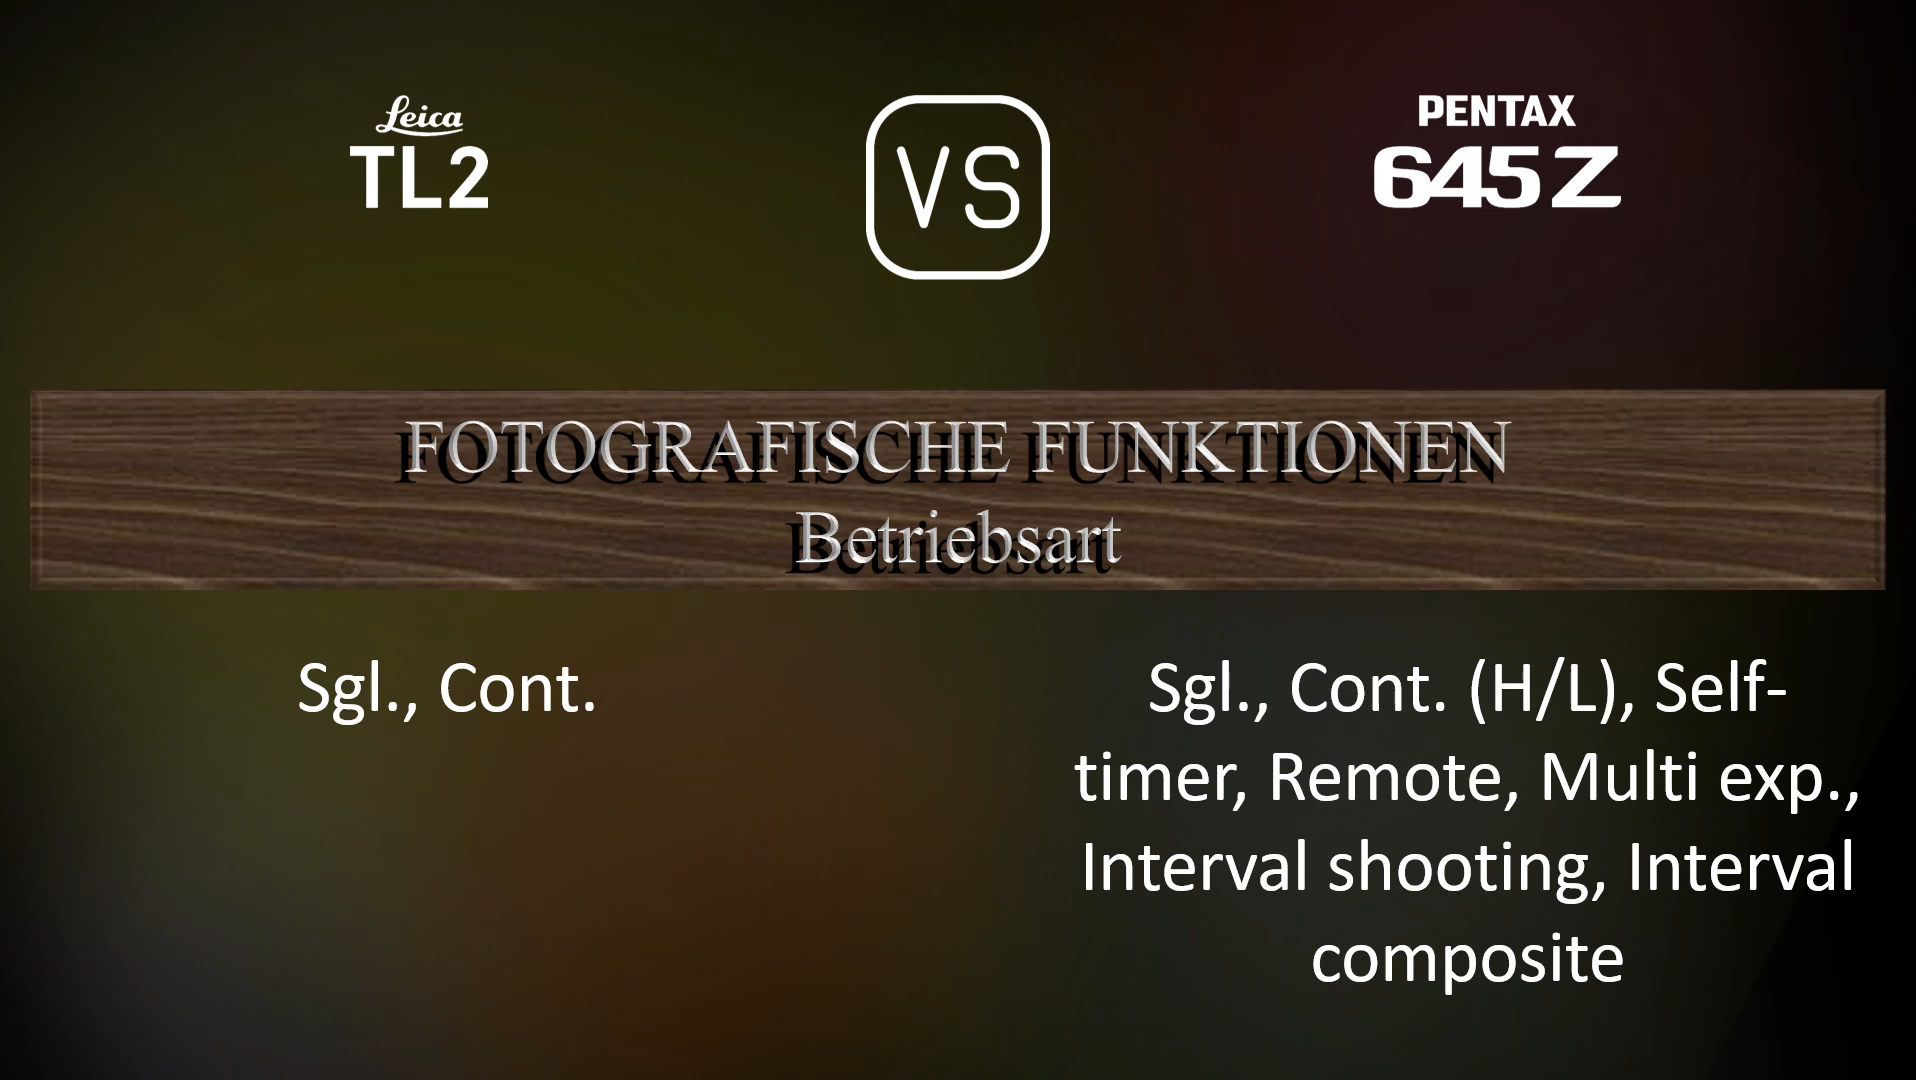 Leica
TL2
VS
PENTAX
645Z
FOTOGRAFISCHE FUNKTIONEN
Betriebsart
Sgl., Cont.
Sgl., Cont. (H/L), Self-
timer, Remote, Multi exp.,
Interval shooting, Interval
composite